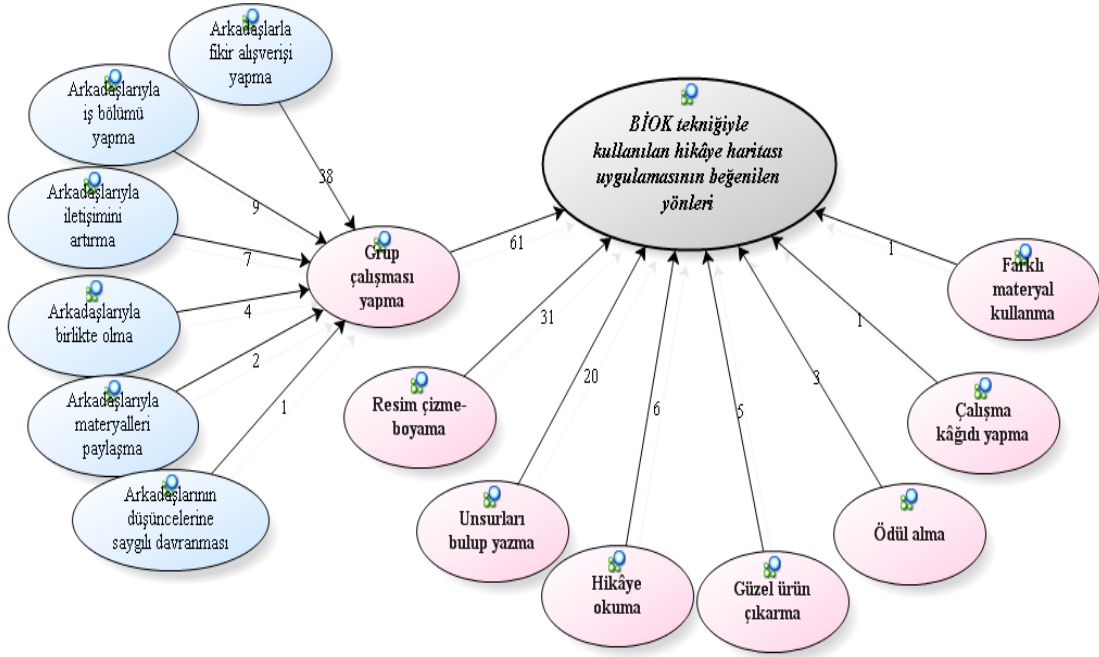 Arkadaşlarla
fikir alışverişi
yapma
Arkadaşlarıyla
iş bölümü
yapma
Arkadaşlarıyla
iletişimini
artırma
Arkadaşlarıyla
birlikte olma
Arkadaşlarıyla
materyalleri
paylaşma
Arkadaşlarının
düşüncelerine
saygılı davranması
38
9
7
4
2
1
Grup
çalışması
yapma
61
BİOK tekniğiyle
kullanılan hikâye haritası
uygulamasının beğenilen
yönleri
31
20
6
5
3
1
1
Resim çizme-
boyama
Unsurları
bulup yazma
Hikâye
okuma
Güzel ürün
çıkarma
Ödül alma
Çalışma
kâğıdı yapma
Farklı
materyal
kullanma